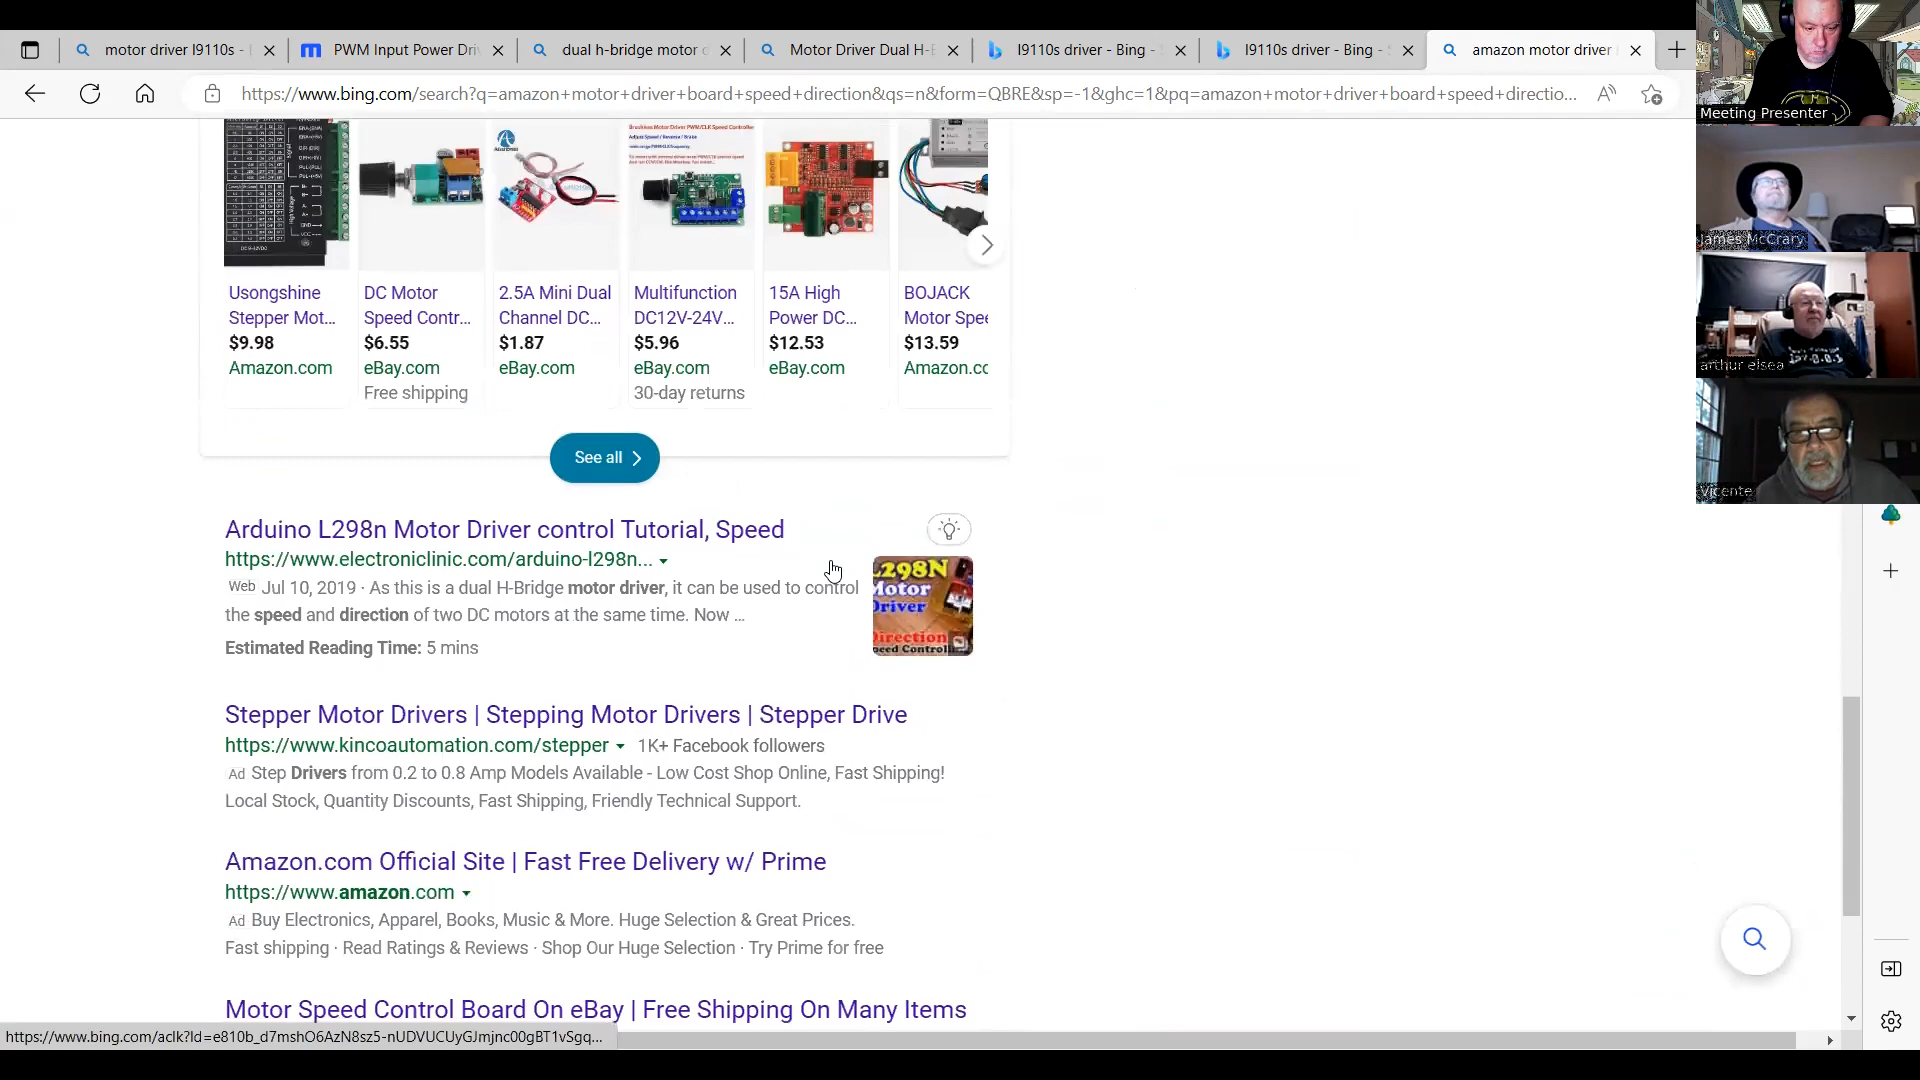 motor driver l9110s -
PWM Input Power Dri
dual h-bridge motor d
Motor Driver Dual H-B
l9110s driver - Bing -
l9110s driver - Bing -
amazon motor driver
https://www.bing.com/search?q=amazon+motor+driver+board+speed+direction&qs=n&form=QBRE&sp=-1&ghc=1&pq=amazon+motor+driver+board+speed+directio...
Meeting Presenter
James McCrary
arthur elsea
Vicente
Usongshine
Stepper Mot...
$9.98
Amazon.com
DC Motor
Speed Contr...
$6.55
eBay.com
Free shipping
2.5A Mini Dual
Channel DC...
$1.87
eBay.com
Multifunction
DC12V-24V...
$5.96
eBay.com
30-day returns
15A High
Power DC...
$12.53
eBay.com
BOJACK
Motor Spee
$13.59
Amazon.cc
See all
Arduino L298n Motor Driver control Tutorial, Speed
https://www.electroniclinic.com/arduino-l298n...
Web Jul 10, 2019 · As this is a dual H-Bridge motor driver, it can be used to control
the speed and direction of two DC motors at the same time. Now ...
Estimated Reading Time: 5 mins
L298N
Motor
Driver
Direction
Stepper Motor Drivers | Stepping Motor Drivers | Stepper Drive
https://www.kincoautomation.com/stepper 1K+ Facebook followers
Ad Step Drivers from 0.2 to 0.8 Amp Models Available - Low Cost Shop Online, Fast Shipping!
Local Stock, Quantity Discounts, Fast Shipping, Friendly Technical Support.
Amazon.com Official Site | Fast Free Delivery w/ Prime
https://www.amazon.com
Ad Buy Electronics, Apparel, Books, Music & More. Huge Selection & Great Prices.
Fast shipping · Read Ratings & Reviews · Shop Our Huge Selection · Try Prime for free
Motor Speed Control Board On eBay | Free Shipping On Many Items
https://www.bing.com/aclk?ld=e810b_d7mshO6AzN8sz5-nUDVUCUyGJmjnc00gBT1vSgq...